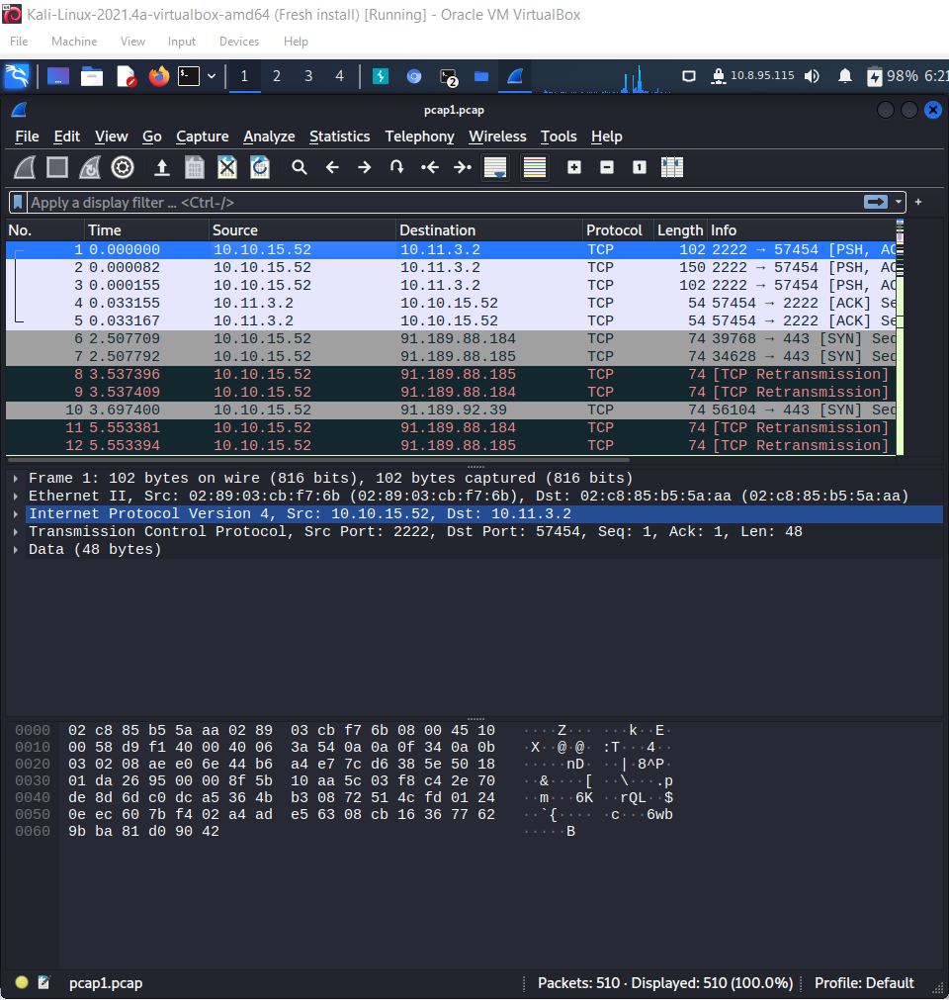 Kali-Linux-2021.4a-virtualbox-amd64 (Fresh install) [Running] - Oracle VM VirtualBox
File Machine View Input Devices Help
1 2 3 4 2 10.8.95.115 98% 6:21
pcap1.pcap
File Edit View Go Capture Analyze Statistics Telephony Wireless Tools Help
Apply a display filter ... <Ctrl-/>
No. Time Source Destination Protocol Length Info
1 0.000000 10.10.15.52 10.11.3.2 TCP 102 2222 → 57454 [PSH, AC
2 0.000082 10.10.15.52 10.11.3.2 TCP 150 2222 → 57454 [PSH, AC
3 0.000155 10.10.15.52 10.11.3.2 TCP 102 2222 → 57454 [PSH, AC
4 0.033155 10.11.3.2 10.10.15.52 TCP 54 57454 → 2222 [ACK] Se
5 0.033167 10.11.3.2 10.10.15.52 TCP 54 57454 → 2222 [ACK] Se
6 2.507709 10.10.15.52 91.189.88.184 TCP 74 39768 → 443 [SYN] Seq
7 2.507792 10.10.15.52 91.189.88.185 TCP 74 34628 → 443 [SYN] Seq
8 3.537396 10.10.15.52 91.189.88.185 TCP 74 [TCP Retransmission]
9 3.537409 10.10.15.52 91.189.88.184 TCP 74 [TCP Retransmission]
10 3.697400 10.10.15.52 91.189.92.39 TCP 74 56104 → 443 [SYN] Seq
11 5.553381 10.10.15.52 91.189.88.184 TCP 74 [TCP Retransmission]
12 5.553394 10.10.15.52 91.189.88.185 TCP 74 [TCP Retransmission]
Frame 1: 102 bytes on wire (816 bits), 102 bytes captured (816 bits)
Ethernet II, Src: 02:89:03:cb:f7:6b (02:89:03:cb:f7:6b), Dst: 02:c8:85:b5:5a:aa (02:c8:85:b5:5a:aa)
Internet Protocol Version 4, Src: 10.10.15.52, Dst: 10.11.3.2
Transmission Control Protocol, Src Port: 2222, Dst Port: 57454, Seq: 1, Ack: 1, Len: 48
Data (48 bytes)
0000 02 c8 85 b5 5a aa 02 89 03 cb f7 6b 08 00 45 10 ····Z··· ···k··E·
0010 00 58 d9 f1 40 00 40 06 3a 54 0a 0a 0f 34 0a 0b ·X··@·@· :T···4··
0020 03 02 08 ae e0 6e 44 b6 a4 e7 7c d6 38 5e 50 18 ·····nD· ··|·8^P·
0030 01 da 26 95 00 00 8f 5b 10 aa 5c 03 f8 c4 2e 70 ··&····[ ··\···.p
0040 de 8d 6d c0 dc a5 36 4b b3 08 72 51 4c fd 01 24 ··m···6K ··rQL··$
0050 0e ec 60 7b f4 02 a4 ad e5 63 08 cb 16 36 77 62 ··`{···· ·c···6wb
0060 9b ba 81 d0 90 42 ·····B
pcap1.pcap Packets: 510 · Displayed: 510 (100.0%) Profile: Default